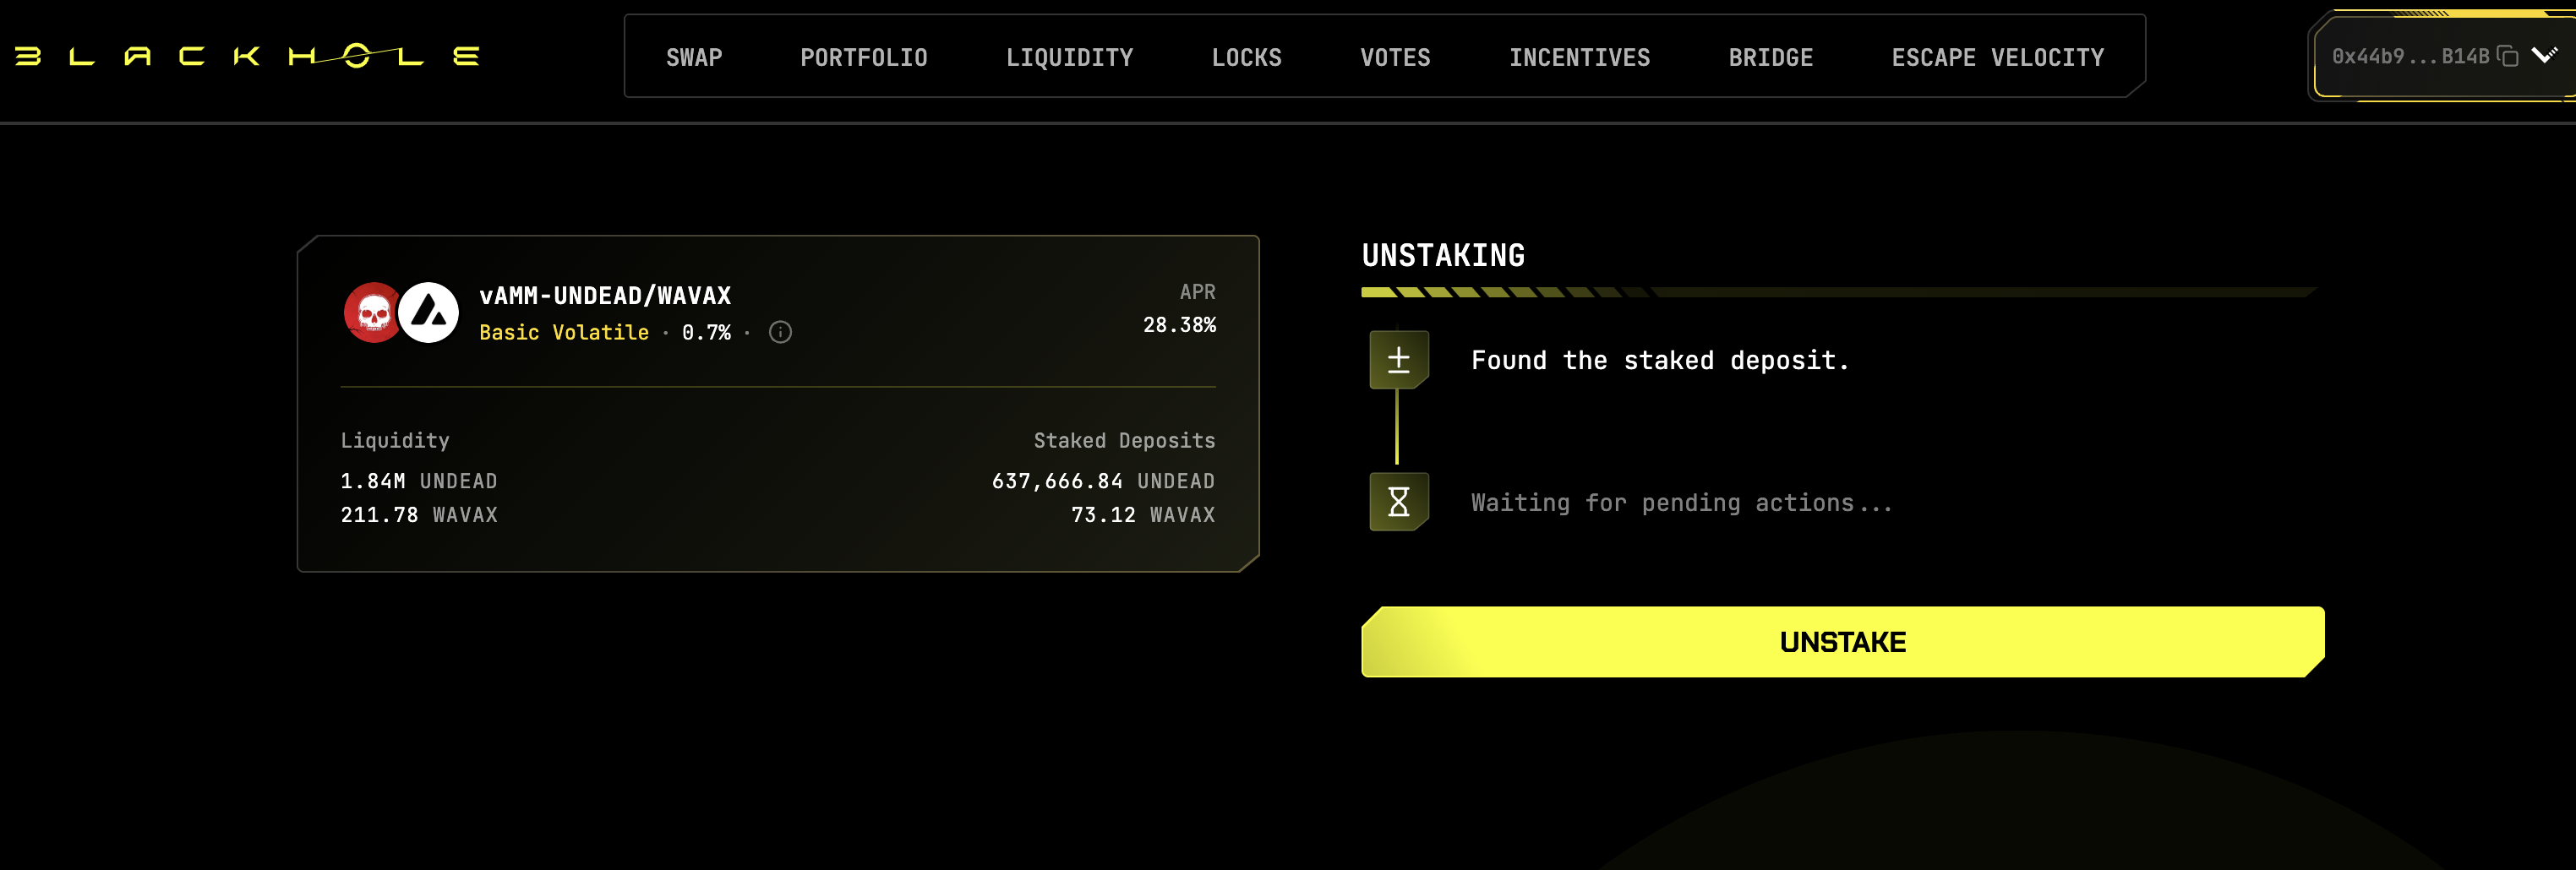 BLACKHOLE
SWAP PORTFOLIO LIQUIDITY LOCKS VOTES INCENTIVES BRIDGE ESCAPE VELOCITY
0x44b9...B14B
vAMM-UNDEAD/WAVAX
Basic Volatile · 0.7% ·
APR
28.38%
Liquidity
1.84M UNDEAD
211.78 WAVAX
Staked Deposits
637,666.84 UNDEAD
73.12 WAVAX
UNSTAKING
Found the staked deposit.
Waiting for pending actions...
UNSTAKE